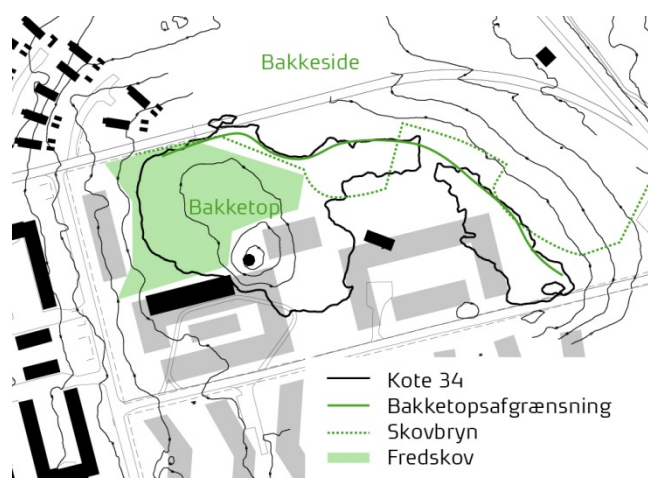 Bakkeside
Bakketop
Kote 34
Bakketopsafgrænsning
Skovbryn
Fredskov